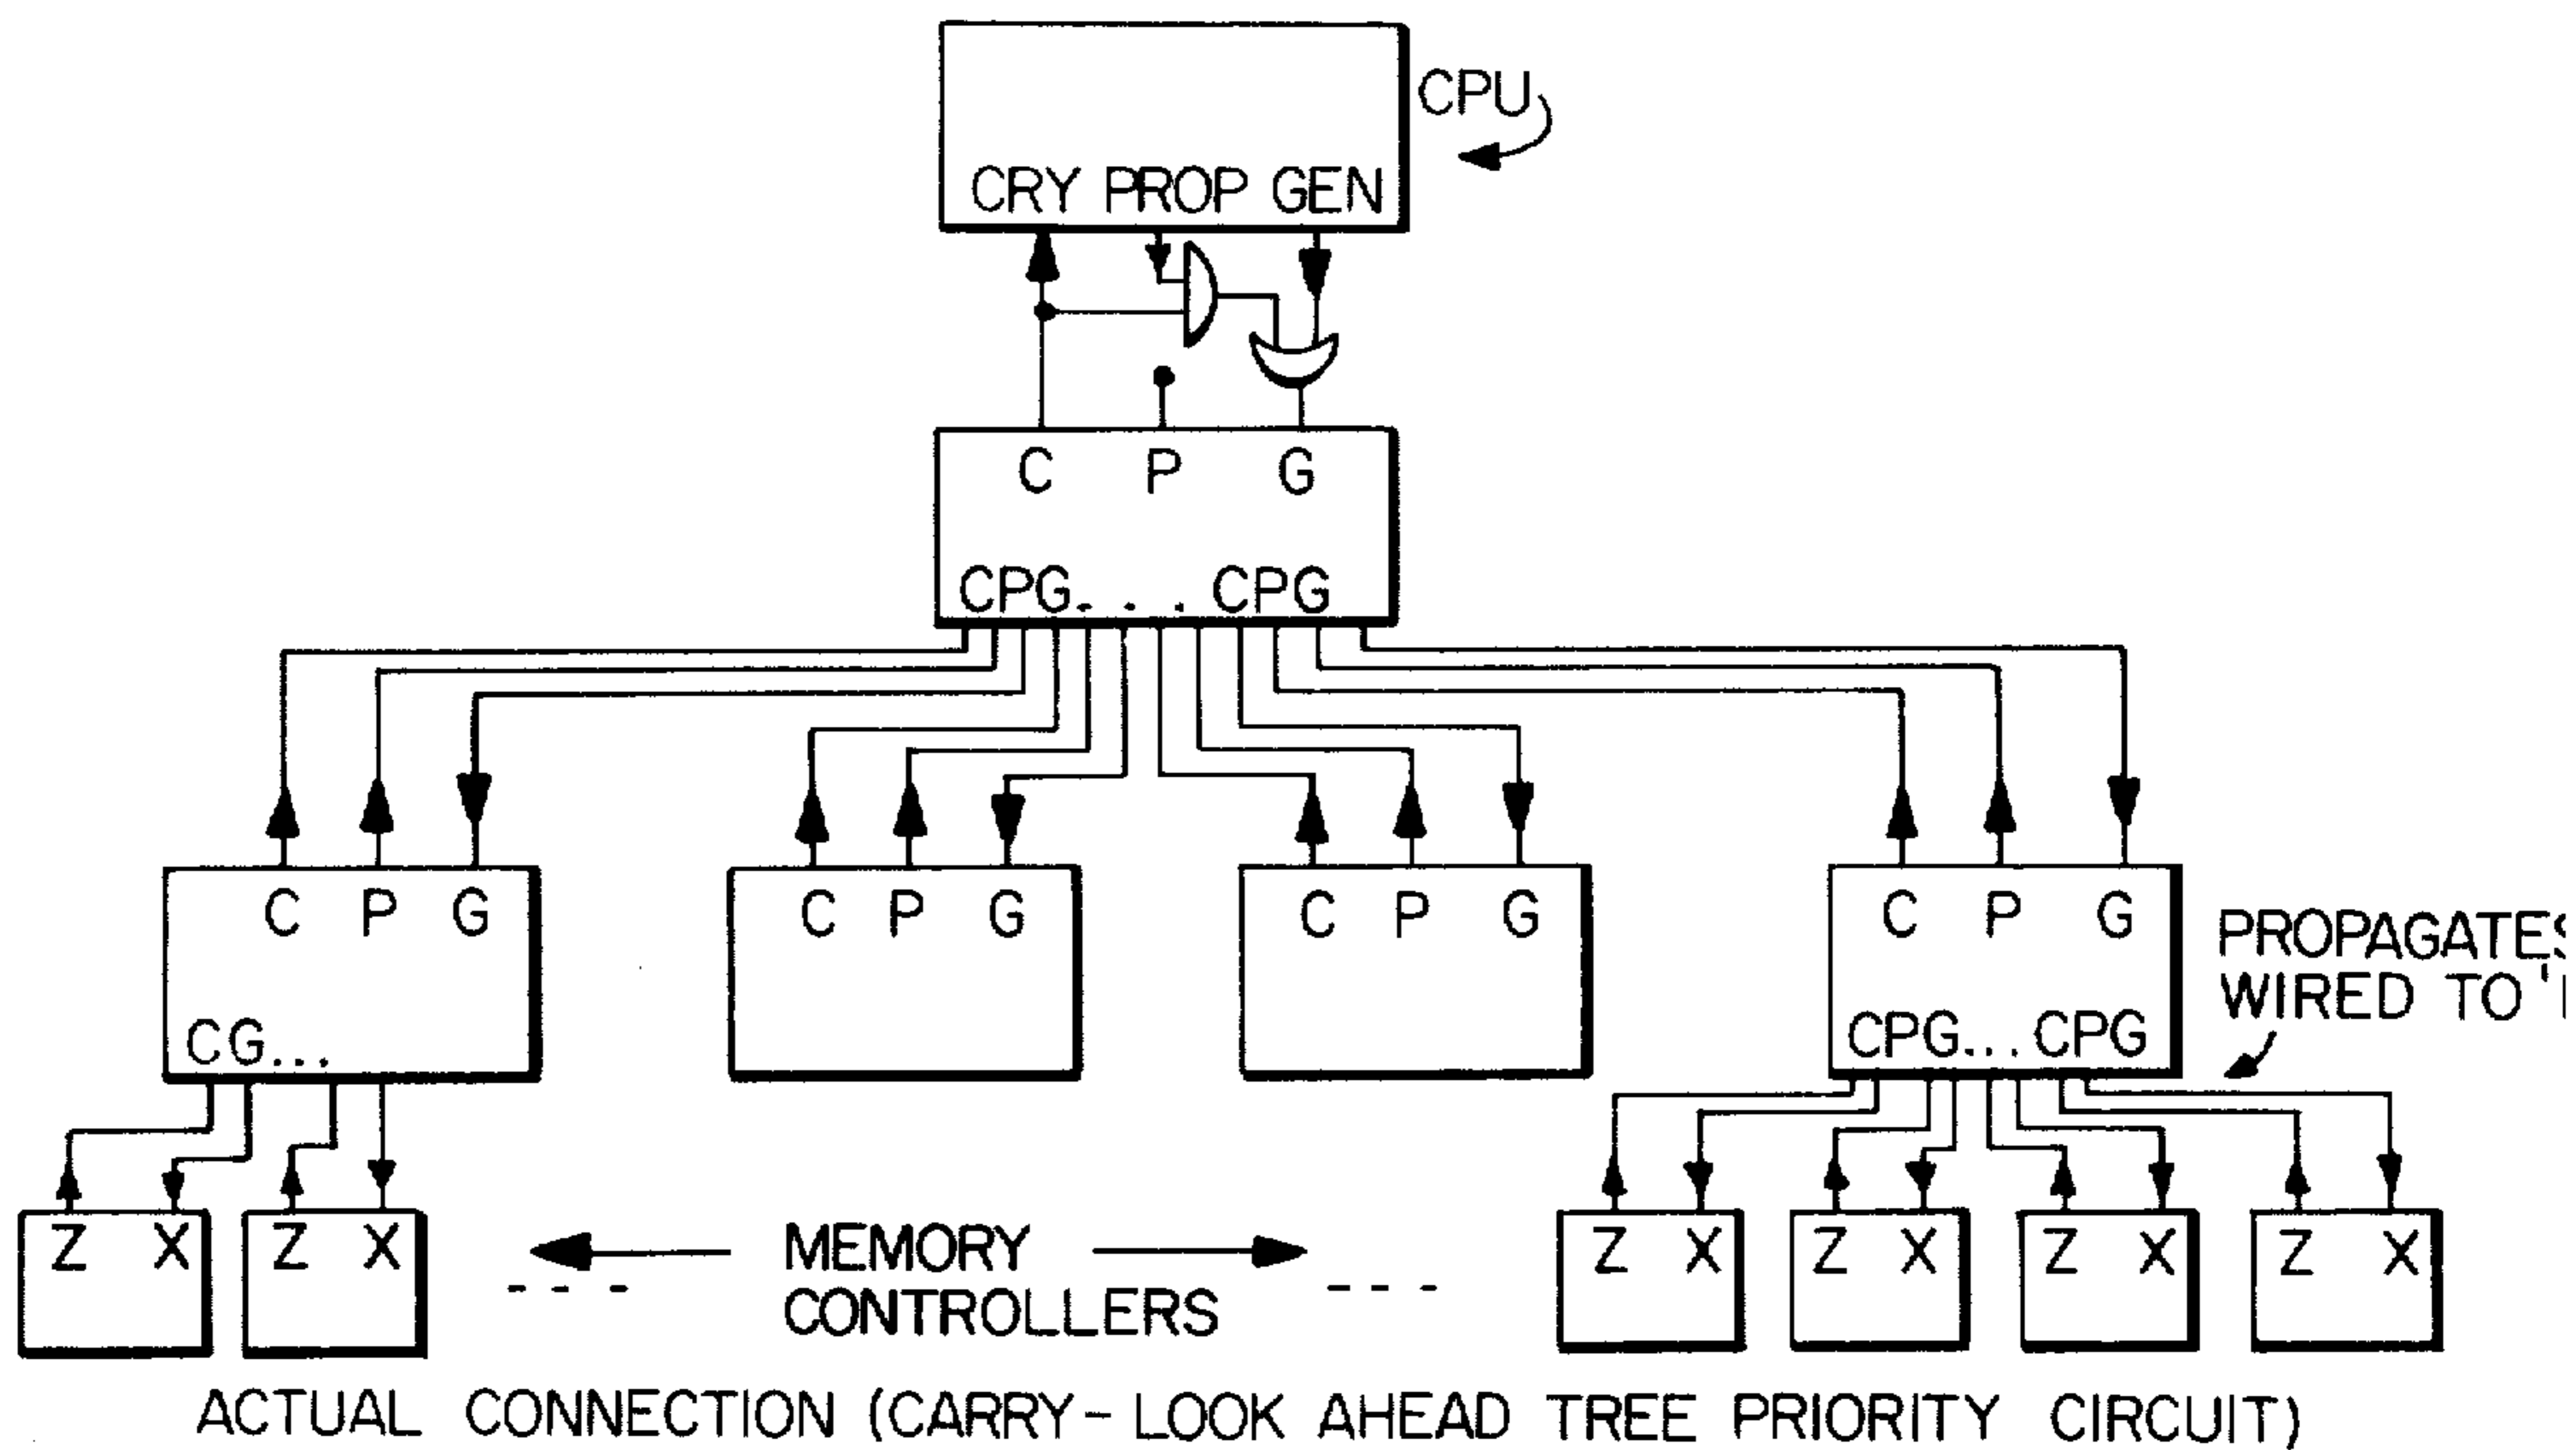 CPU
CRY PROP GEN
C P G
CPG. . . CPG
C P G
C P G
C P G
C P G
CG...
CPG...CPG
PROPAGATES
WIRED TO
Z X
Z X
Z X
Z X
Z X
Z X
MEMORY
CONTROLLERS
ACTUAL CONNECTION (CARRY-LOOK AHEAD TREE PRIORITY CIRCUIT)